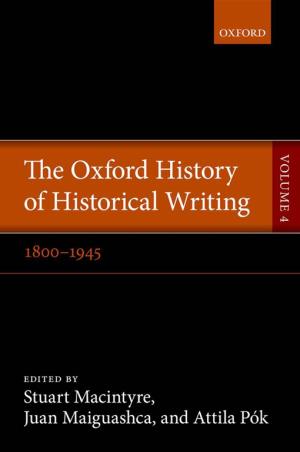 OXFORD
The Oxford History
of Historical Writing
VOLUME 4
1800–1945
EDITED BY
Stuart Macintyre,
Juan Maiguashca, and Attila Pók